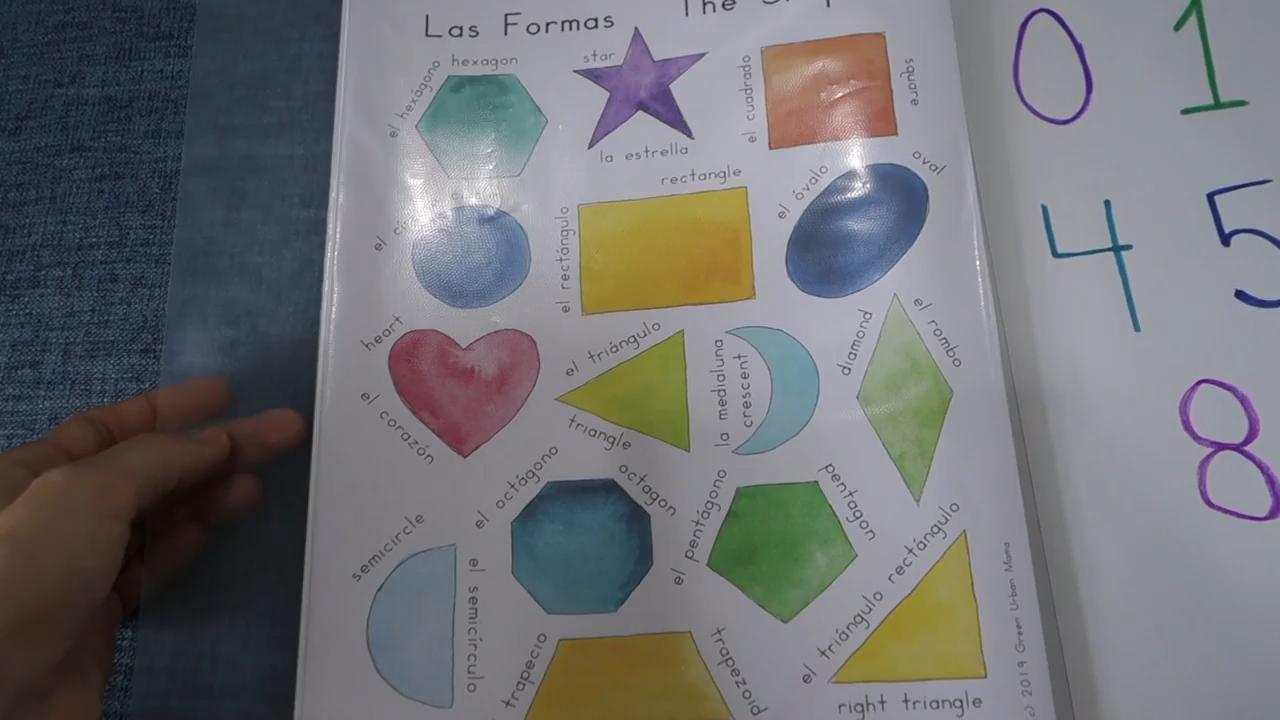 Las Formas The
hexagon
el hexágono
star
la estrella
el cuadrado
square
rectangle
el rectángulo
el óvalo
oval
el
heart
el corazón
el triángulo
triangle
la medialuna
crescent
diamond
el rombo
el octágono
octagon
el pentágono
pentagon
semicircle
el semicírculo
trapecio
trapezoid
el triángulo rectángulo
right triangle
c) 2019 Green Urban Mama
0 1
4 5
8